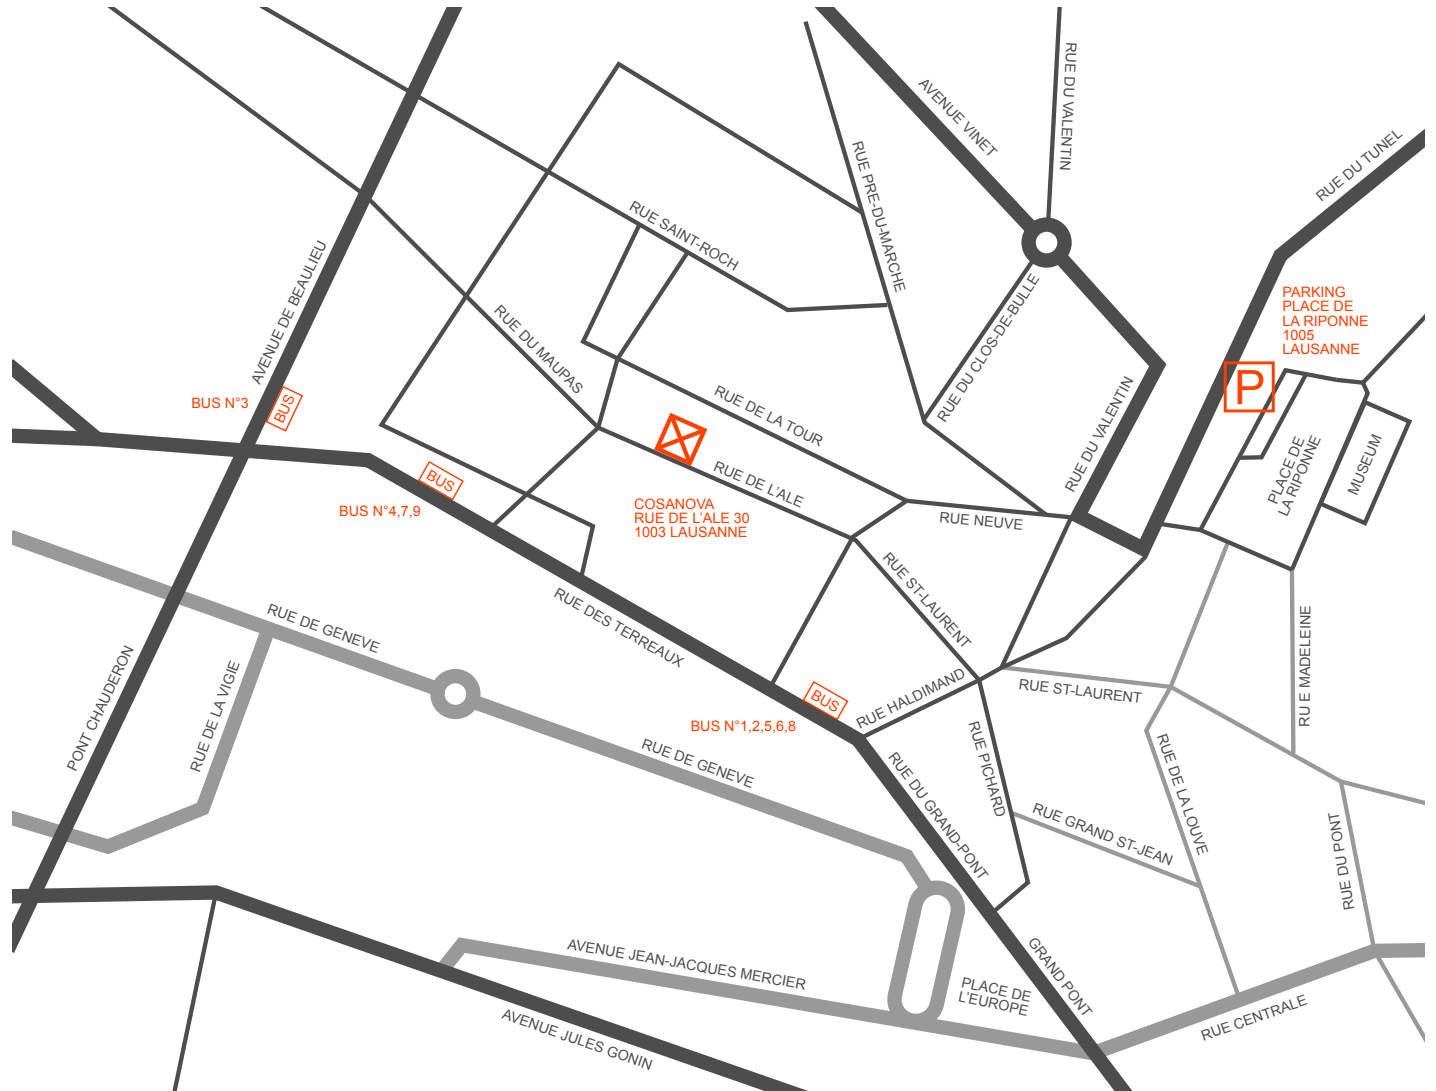 AVENUE VINET
RUE DU VALENTIN
RUE DU TUNEL
RUE PRE-DU-MARCHE
RUE SAINT-ROCH
AVENUE DE BEAULIEU
RUE DU CLOS-DE-BULLE
PARKING
PLACE DE
LA RIPONNE
1005
LAUSANNE
P
RUE DU MAUPAS
BUS N°3
BUS
RUE DE LA TOUR
RUE DU VALENTIN
PLACE DE
LA RIPONNE
MUSEUM
BUS
BUS N°4,7,9
RUE DE L'ALE
COSANOVA
RUE DE L'ALE 30
1003 LAUSANNE
RUE NEUVE
RUE ST-LAURENT
RUE DES TERREAUX
RUE DE GENEVE
RUE MADELEINE
PONT CHAUDERON
RUE DE LA VIGIE
RUE HALDIMAND
RUE ST-LAURENT
BUS
BUS N°1,2,5,6,8
RUE DE GENEVE
RUE PICHARD
RUE DU GRAND-PONT
RUE DE LA LOUVE
RUE GRAND ST-JEAN
RUE DU PONT
AVENUE JEAN-JACQUES MERCIER
PLACE DE
L'EUROPE
GRAND PONT
RUE CENTRALE
AVENUE JULES GONIN